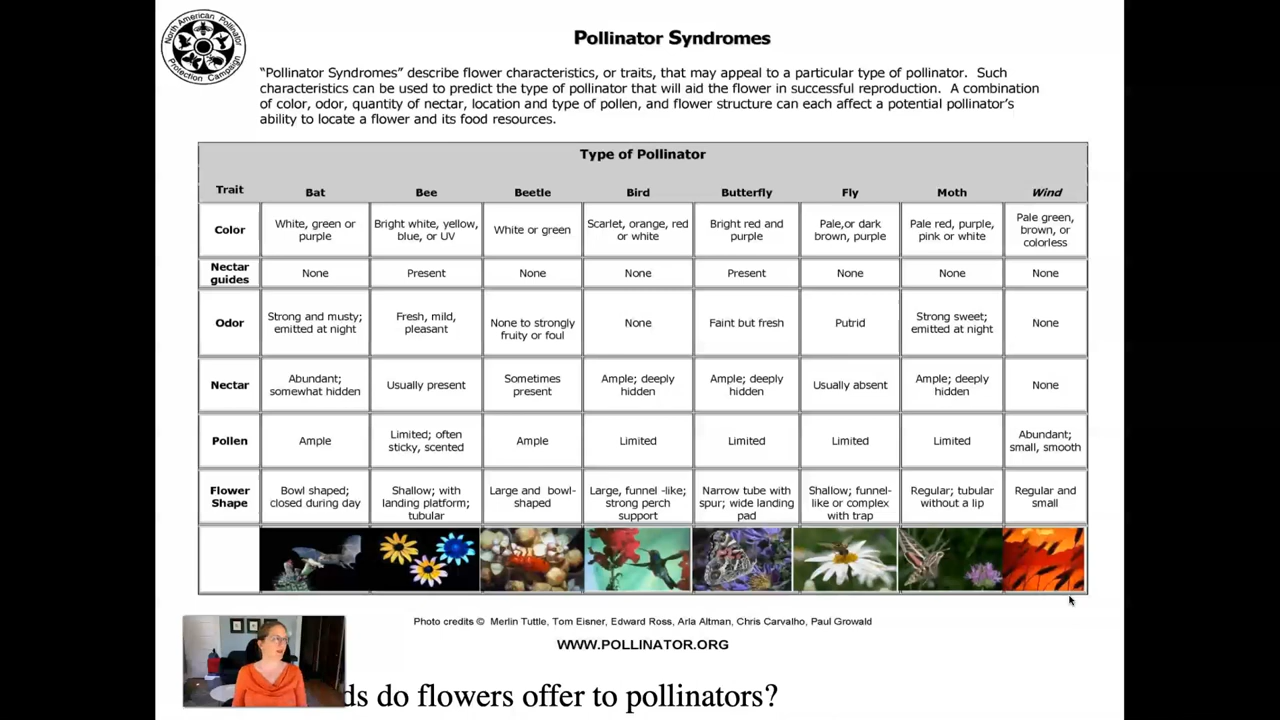 North American Pollinator
Protection Campaign
Pollinator Syndromes
“Pollinator Syndromes” describe flower characteristics, or traits, that may appeal to a particular type of pollinator. Such
characteristics can be used to predict the type of pollinator that will aid the flower in successful reproduction. A combination
of color, odor, quantity of nectar, location and type of pollen, and flower structure can each affect a potential pollinator’s
ability to locate a flower and its food resources.
Type of Pollinator
Trait Bat Bee Beetle Bird Butterfly Fly Moth Wind
Color
White, green or
purple
Bright white, yellow,
blue, or UV
White or green
Scarlet, orange, red
or white
Bright red and
purple
Pale,or dark
brown, purple
Pale red, purple,
pink or white
Pale green,
brown, or
colorless
Nectar
guides
None
Present
None
None
Present
None
None
None
Odor
Strong and musty;
emitted at night
Fresh, mild,
pleasant
None to strongly
fruity or foul
None
Faint but fresh
Putrid
Strong sweet;
emitted at night
None
Nectar
Abundant;
somewhat hidden
Usually present
Sometimes
present
Ample; deeply
hidden
Ample; deeply
hidden
Usually absent
Ample; deeply
hidden
None
Pollen
Ample
Limited; often
sticky, scented
Ample
Limited
Limited
Limited
Limited
Abundant;
small, smooth
Flower
Shape
Bowl shaped;
closed during day
Shallow; with
landing platform;
tubular
Large and bowl-
shaped
Large, funnel -like;
strong perch
support
Narrow tube with
spur; wide landing
pad
Shallow; funnel-
like or complex
with trap
Regular; tubular
without a lip
Regular and
small
Photo credits © Merlin Tuttle, Tom Eisner, Edward Ross, Arla Altman, Chris Carvalho, Paul Growald
WWW.POLLINATOR.ORG
ds do flowers offer to pollinators?